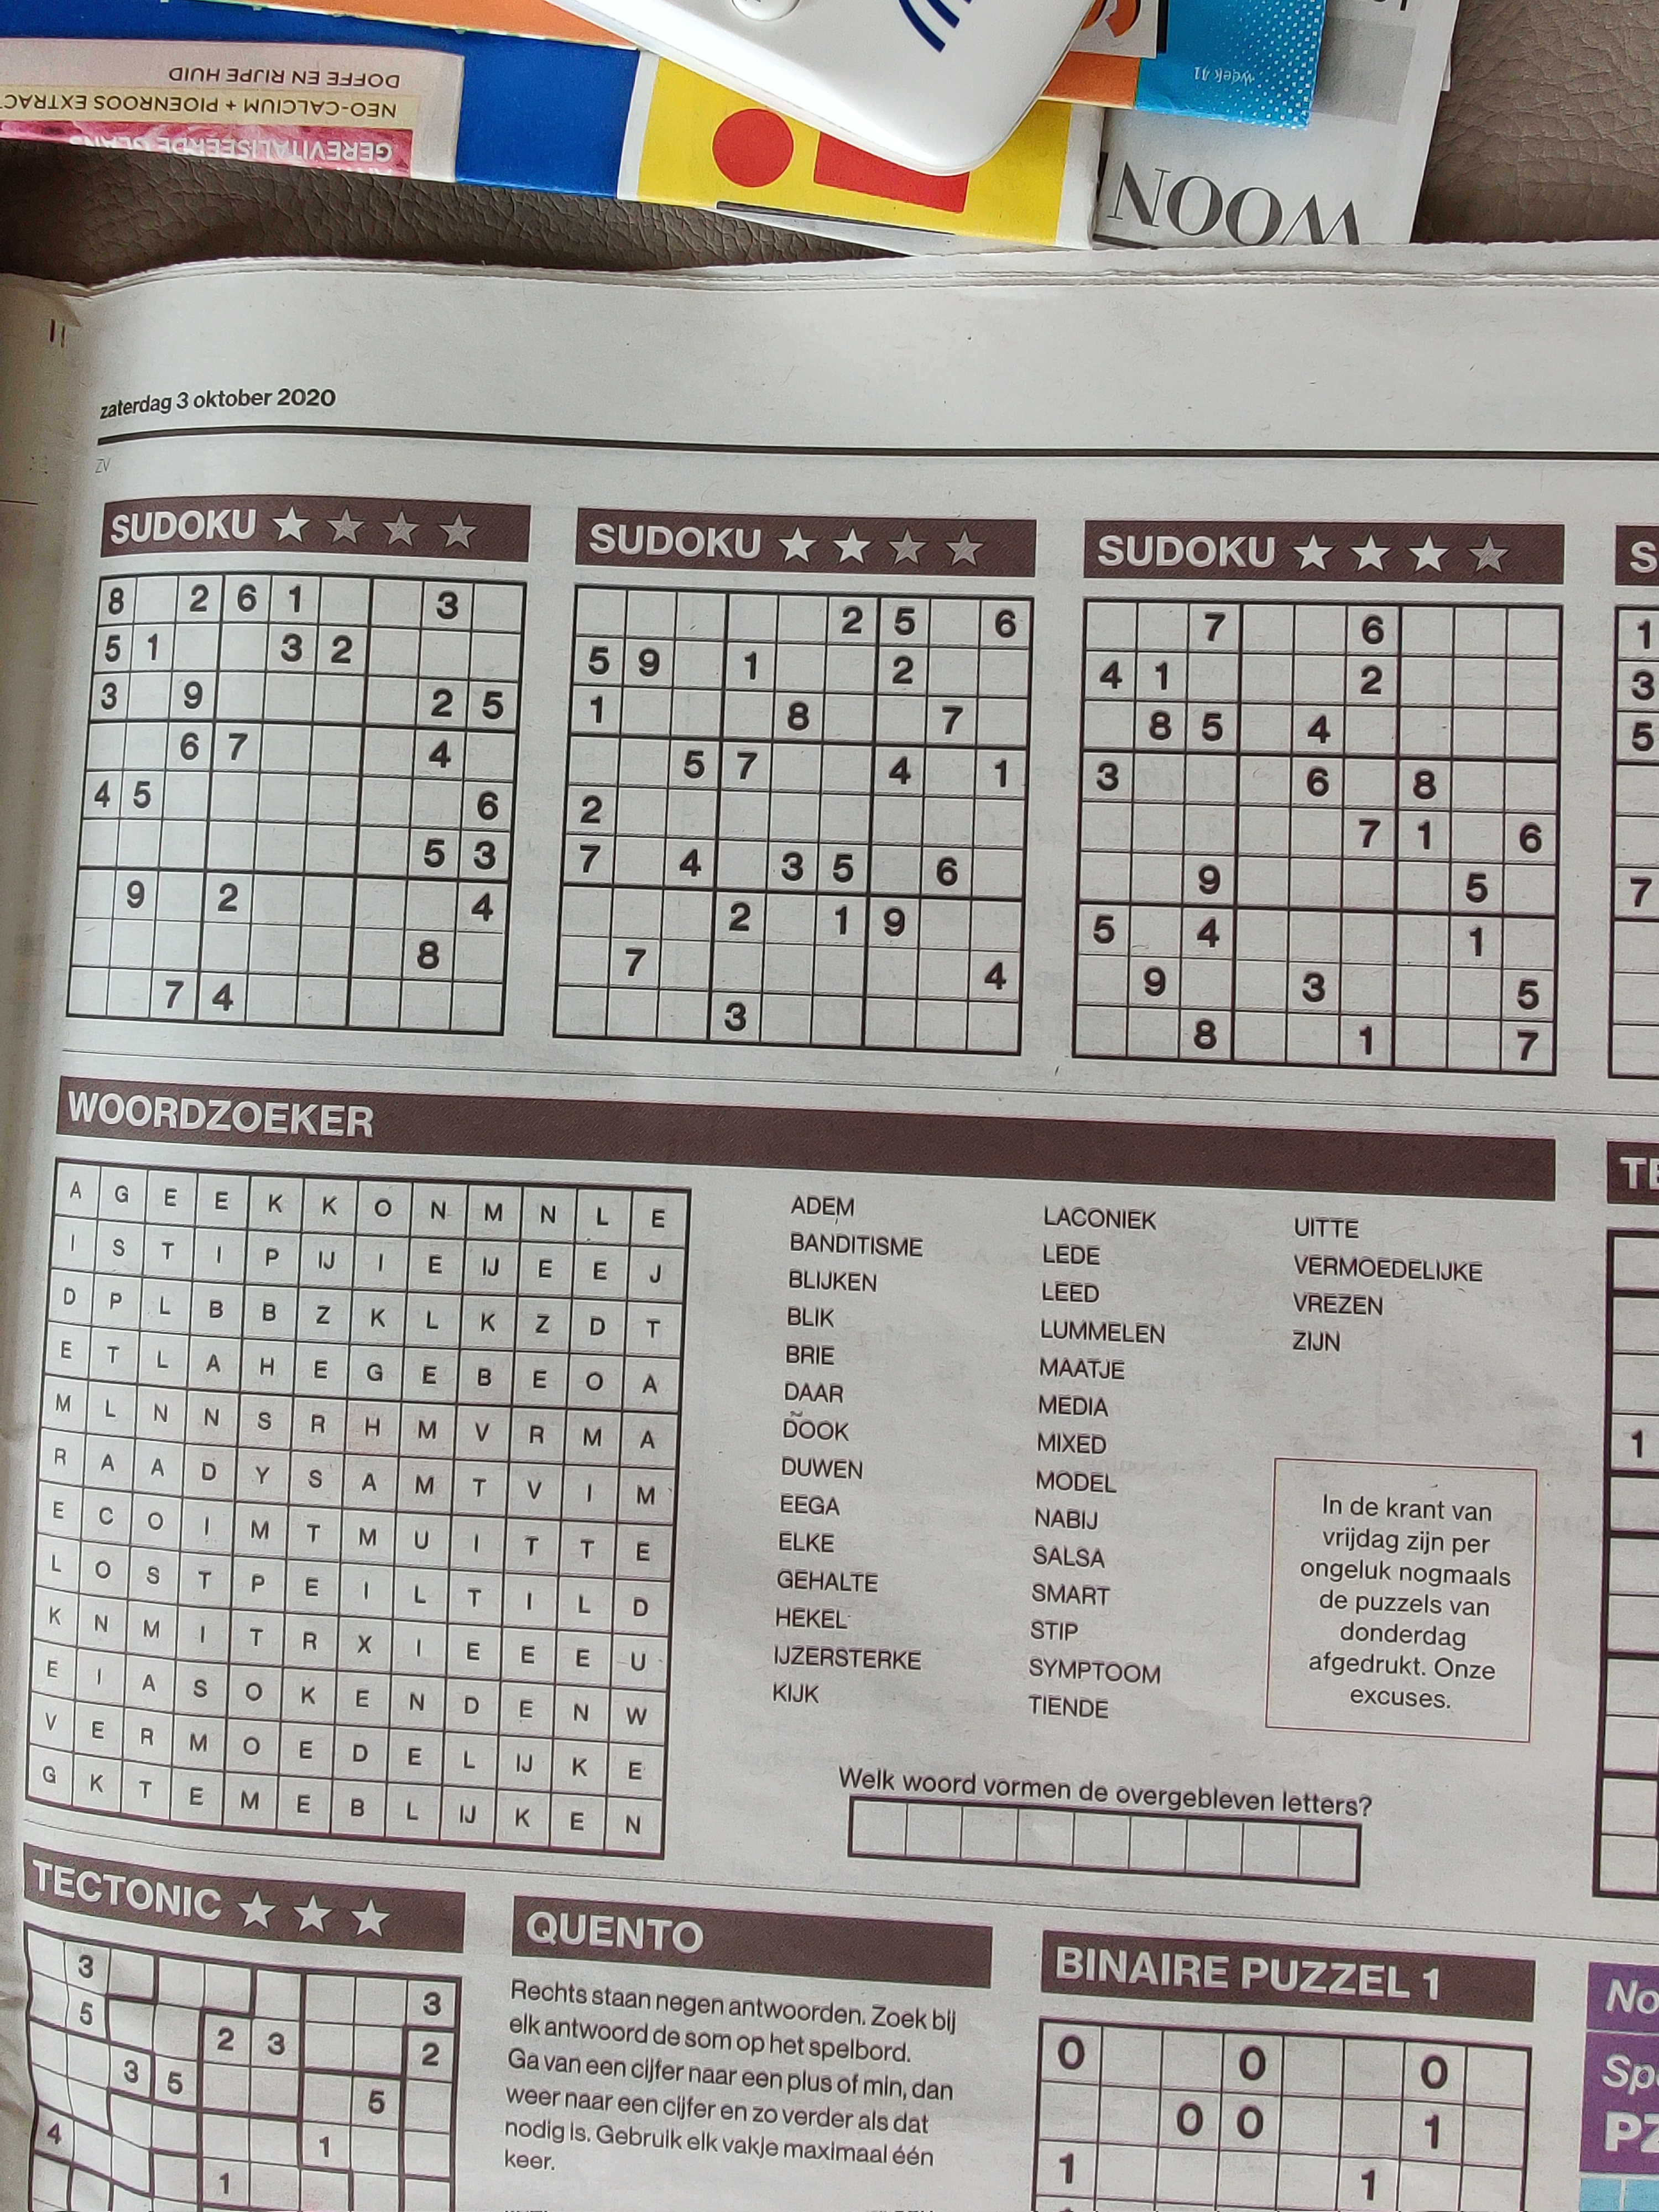 DOFFE EN RIJPE HUID
NEO-CALCIUM + PIOENROOS EXTRAC
GEREVITALISEERDE GLANS
week 41
WOON
zaterdag 3 oktober 2020
ZV
SUDOKU
8 2 6 1 3
5 1 3 2
3 9 2 5
6 7 4
4 5 6
5 3
9 2 4
8
7 4
SUDOKU
2 5 6
5 9 1 2
1 8 7
5 7 4 1
2
7 4 3 5 6
2 1 9
7 4
3
SUDOKU
7 6
4 1 2
8 5 4
3 6 8
7 1 6
9 5
5 4 1
9 3 5
8 1 7
S
1
3
5
7
WOORDZOEKER
A G E E K K O N M N L E
I S T I P IJ I E IJ E E J
D P L B B Z K L K Z D T
E T L A H E G E B E O A
M L N N S R H M V R M A
R A A D Y S A M T V I M
E C O I M T M U I T T E
L O S T P E I L T I L D
K N M I T R X I E E E U
E I A S O K E N D E N W
V E R M O E D E L IJ K E
G K T E M E B L IJ K E N
ADEM
BANDITISME
BLIJKEN
BLIK
BRIE
DAAR
DOOK
DUWEN
EEGA
ELKE
GEHALTE
HEKEL
IJZERSTERKE
KIJK
LACONIEK
LEDE
LEED
LUMMELEN
MAATJE
MEDIA
MIXED
MODEL
NABIJ
SALSA
SMART
STIP
SYMPTOOM
TIENDE
UITTE
VERMOEDELIJKE
VREZEN
ZIJN
In de krant van
vrijdag zijn per
ongeluk nogmaals
de puzzels van
donderdag
afgedrukt. Onze
excuses.
Welk woord vormen de overgebleven letters?
TE
1
TECTONIC
3 3
5 2 3 2
3 5 5
4 1
1
QUENTO
Rechts staan negen antwoorden. Zoek bij
elk antwoord de som op het spelbord.
Ga van een cijfer naar een plus of min, dan
weer naar een cijfer en zo verder als dat
nodig is. Gebruik elk vakje maximaal één
keer.
BINAIRE PUZZEL 1
0 0 0
0 0 1
1 1
No
Sp
PZ